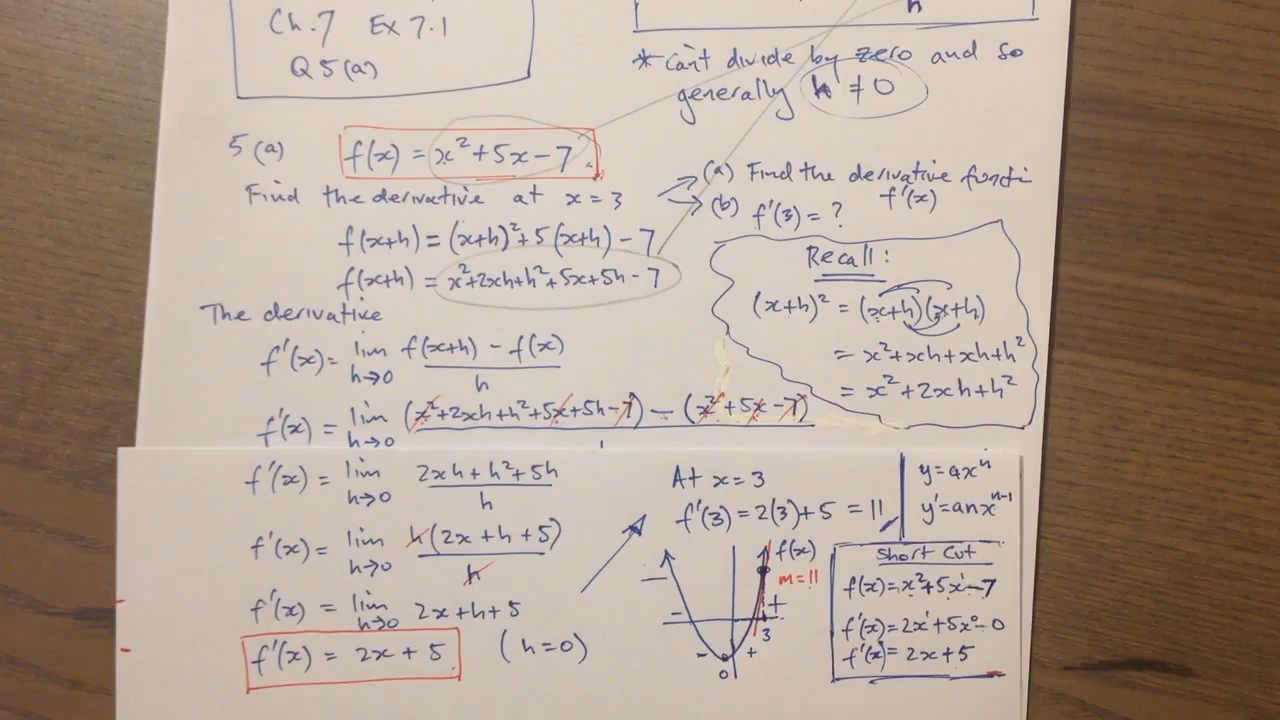 Ch.7 Ex 7.1
Q5(a)
h
*can't divide by zero and so
generally h ≠ 0
5(a) f(x) = x²+5x-7
Find the derivative at x=3
(a) Find the derivative functi
f'(x)
(b) f'(3) = ?
f(x+h) = (x+h)²+5(x+h)-7
f(x+h) = x²+2xh+h²+5x+5h-7
Recall:
(x+h)² = (x+h)(x+h)
= x²+xh+xh+h²
= x²+2xh+h²
The derivative
f'(x) = lim h→0 f(x+h) - f(x) / h
f'(x) = lim h→0 (x²+2xh+h²+5x+5h-7) - (x²+5x-7)
f'(x) = lim h→0 2xh+h²+5h / h
f'(x) = lim h→0 h(2x+h+5) / h
f'(x) = lim h→0 2x+h+5
f'(x) = 2x+5 (h=0)
At x=3
f'(3) = 2(3)+5 = 11
f(x)
m=11
- - - + +
3
0
y=axⁿ
y'=anxⁿ⁻¹
Short Cut
f(x)=x²+5x¹-7
f'(x)=2x¹+5x⁰-0
f'(x)= 2x+5